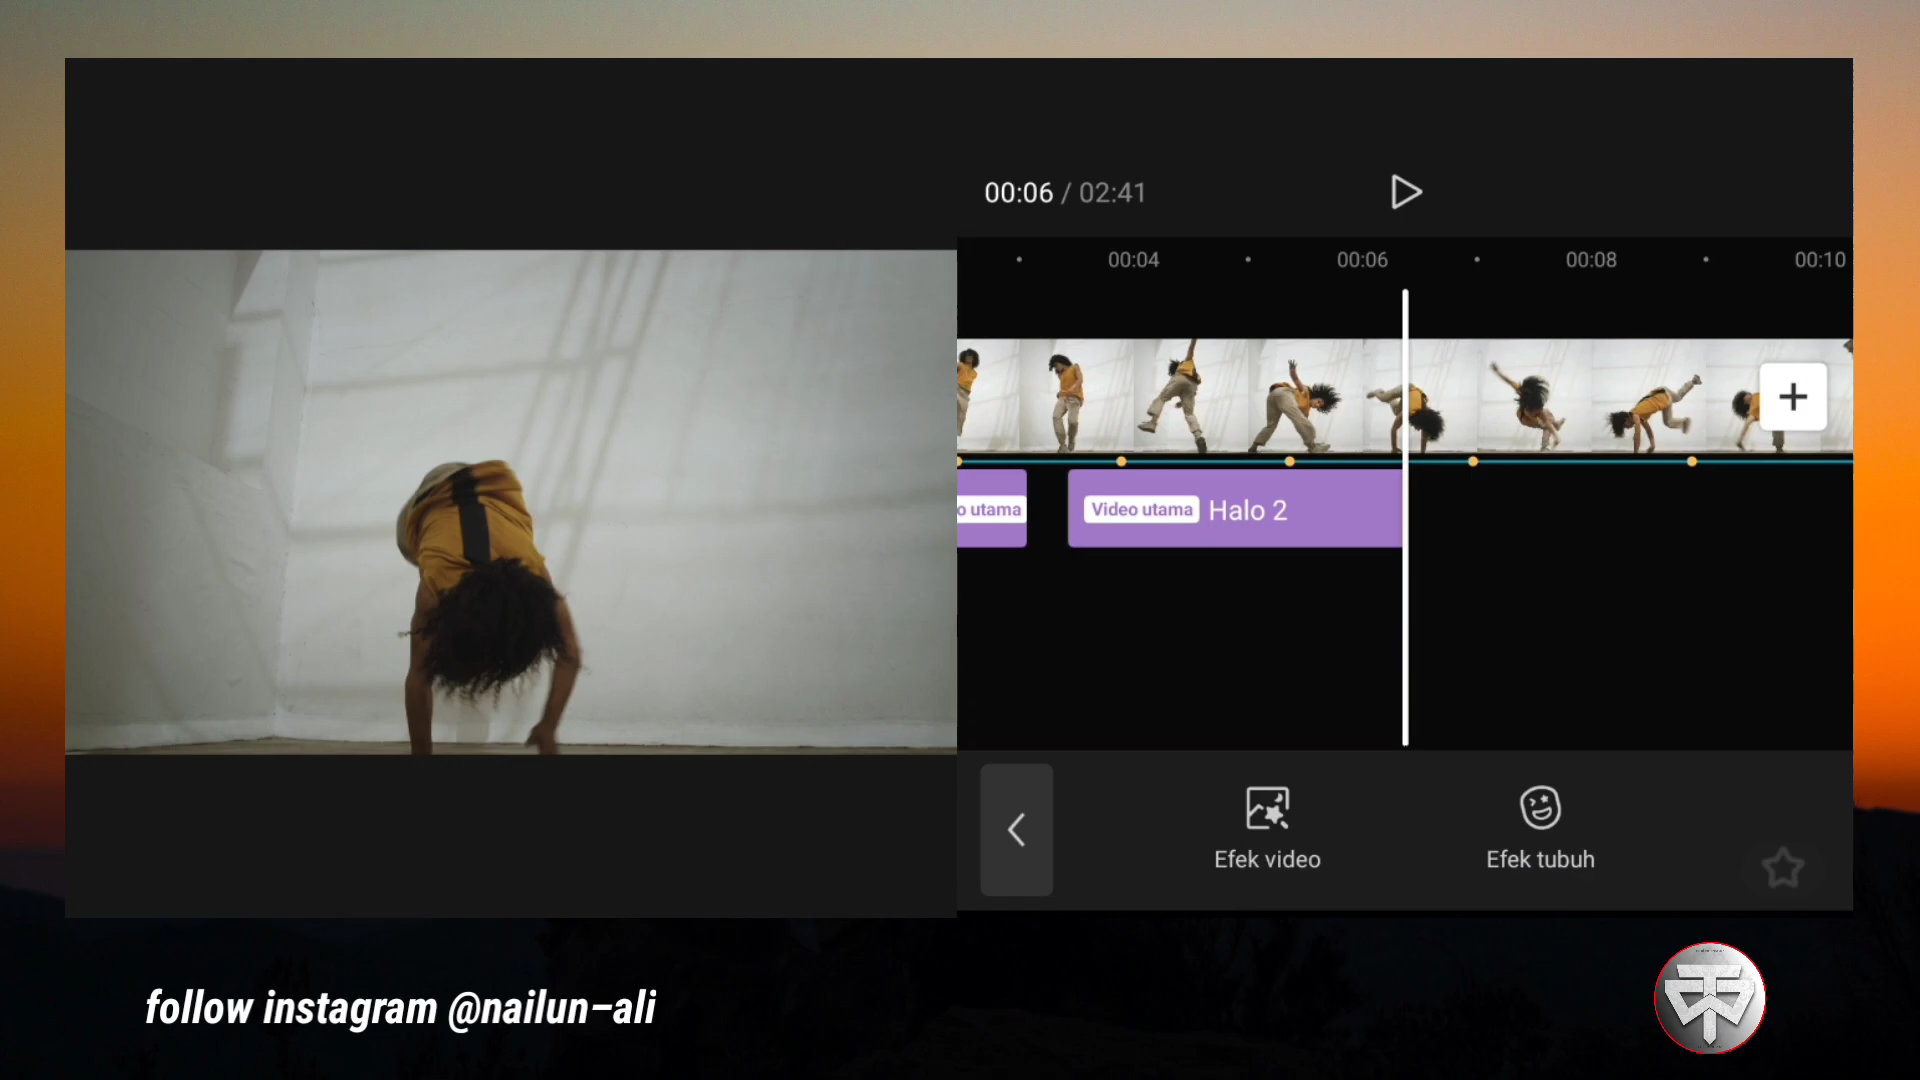 00:06 / 02:41
00:04 00:06 00:08 00:10
o utama Video utama Halo 2
Efek video Efek tubuh
follow instagram @nailun-ali